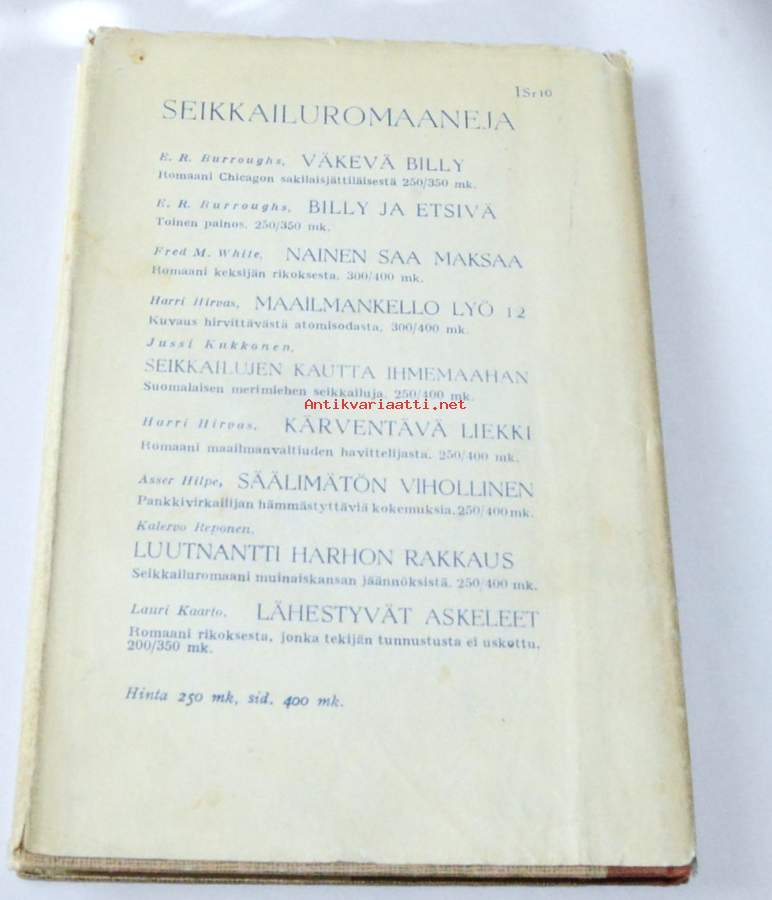 1Sr10
SEIKKAILUROMAANEJA
E. R. Burroughs, VÄKEVÄ BILLY
Romaani Chicagon sakilaisjättiläisestä 250/350 mk.
E. R. Burroughs, BILLY JA ETSIVÄ
Toinen painos. 250/350 mk.
Fred M. White, NAINEN SAA MAKSAA
Romaani keksijän rikoksesta. 300/400 mk.
Harri Hirvas, MAAILMANKELLO LYÖ 12
Kuvaus hirvittävästä atomisodasta, 300/400 mk.
Jussi Kukkonen,
SEIKKAILUJEN KAUTTA IHMEMAAHAN
Suomalaisen merimiehen seikkailuja. 250/400 mk.
Antikvariaatti.net
Harri Hirvas, KÄRVENTÄVÄ LIEKKI
Romaani maailmanvaltiuden havittelijasta. 250/400 mk.
Asser Hilpe, SÄÄLIMÄTÖN VIHOLLINEN
Pankkivirkailijan hämmästyttäviä kokemuksia. 250/400 mk.
Kalervo Reponen,
LUUTNANTTI HARHON RAKKAUS
Seikkailuromaani muinaiskansan jäännöksistä. 250/400 mk.
Lauri Kaarto, LÄHESTYVÄT ASKELEET
Romaani rikoksesta, jonka tekijän tunnustusta ei uskottu.
200/350 mk.
Hinta 250 mk, sid. 400 mk.